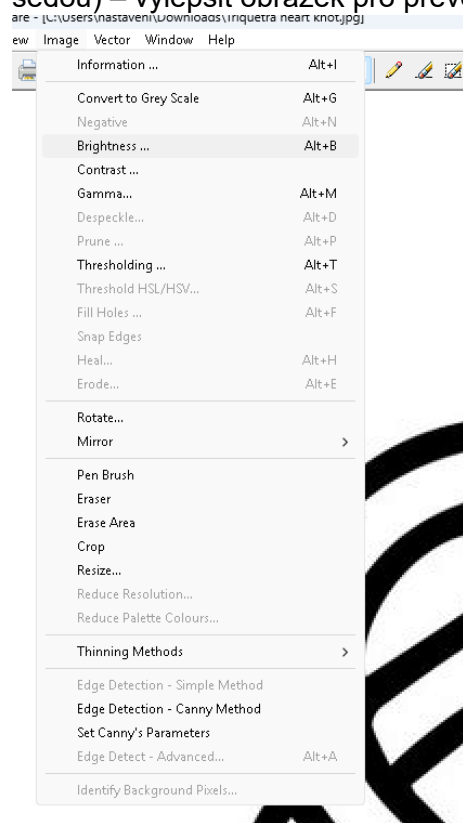 šedou) – vylepšit obrázek pro
are - [C:\Users\nastaveni\Downloads\Triquetra heart knot.jpg]
ew Image Vector Window Help
Information ... Alt+I
Convert to Grey Scale Alt+G
Negative Alt+N
Brightness ... Alt+B
Contrast ...
Gamma... Alt+M
Despeckle... Alt+D
Prune ... Alt+P
Thresholding ... Alt+T
Threshold HSL/HSV... Alt+S
Fill Holes ... Alt+F
Snap Edges
Heal... Alt+H
Erode... Alt+E
Rotate...
Mirror
Pen Brush
Eraser
Erase Area
Crop
Resize...
Reduce Resolution...
Reduce Palette Colours...
Thinning Methods
Edge Detection - Simple Method
Edge Detection - Canny Method
Set Canny's Parameters
Edge Detect - Advanced... Alt+A
Identify Background Pixels...